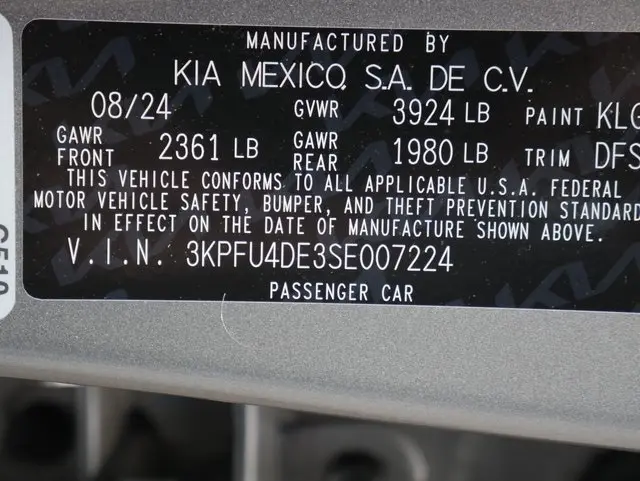 MANUFACTURED BY
KIA MEXICO, S.A. DE C.V.
08/24 GVWR 3924 LB PAINT KLG
GAWR FRONT 2361 LB GAWR REAR 1980 LB TRIM DFS
THIS VEHICLE CONFORMS TO ALL APPLICABLE U.S.A. FEDERAL
MOTOR VEHICLE SAFETY, BUMPER, AND THEFT PREVENTION STANDARD
IN EFFECT ON THE DATE OF MANUFACTURE SHOWN ABOVE.
V.I.N. 3KPFU4DE3SE007224
PASSENGER CAR